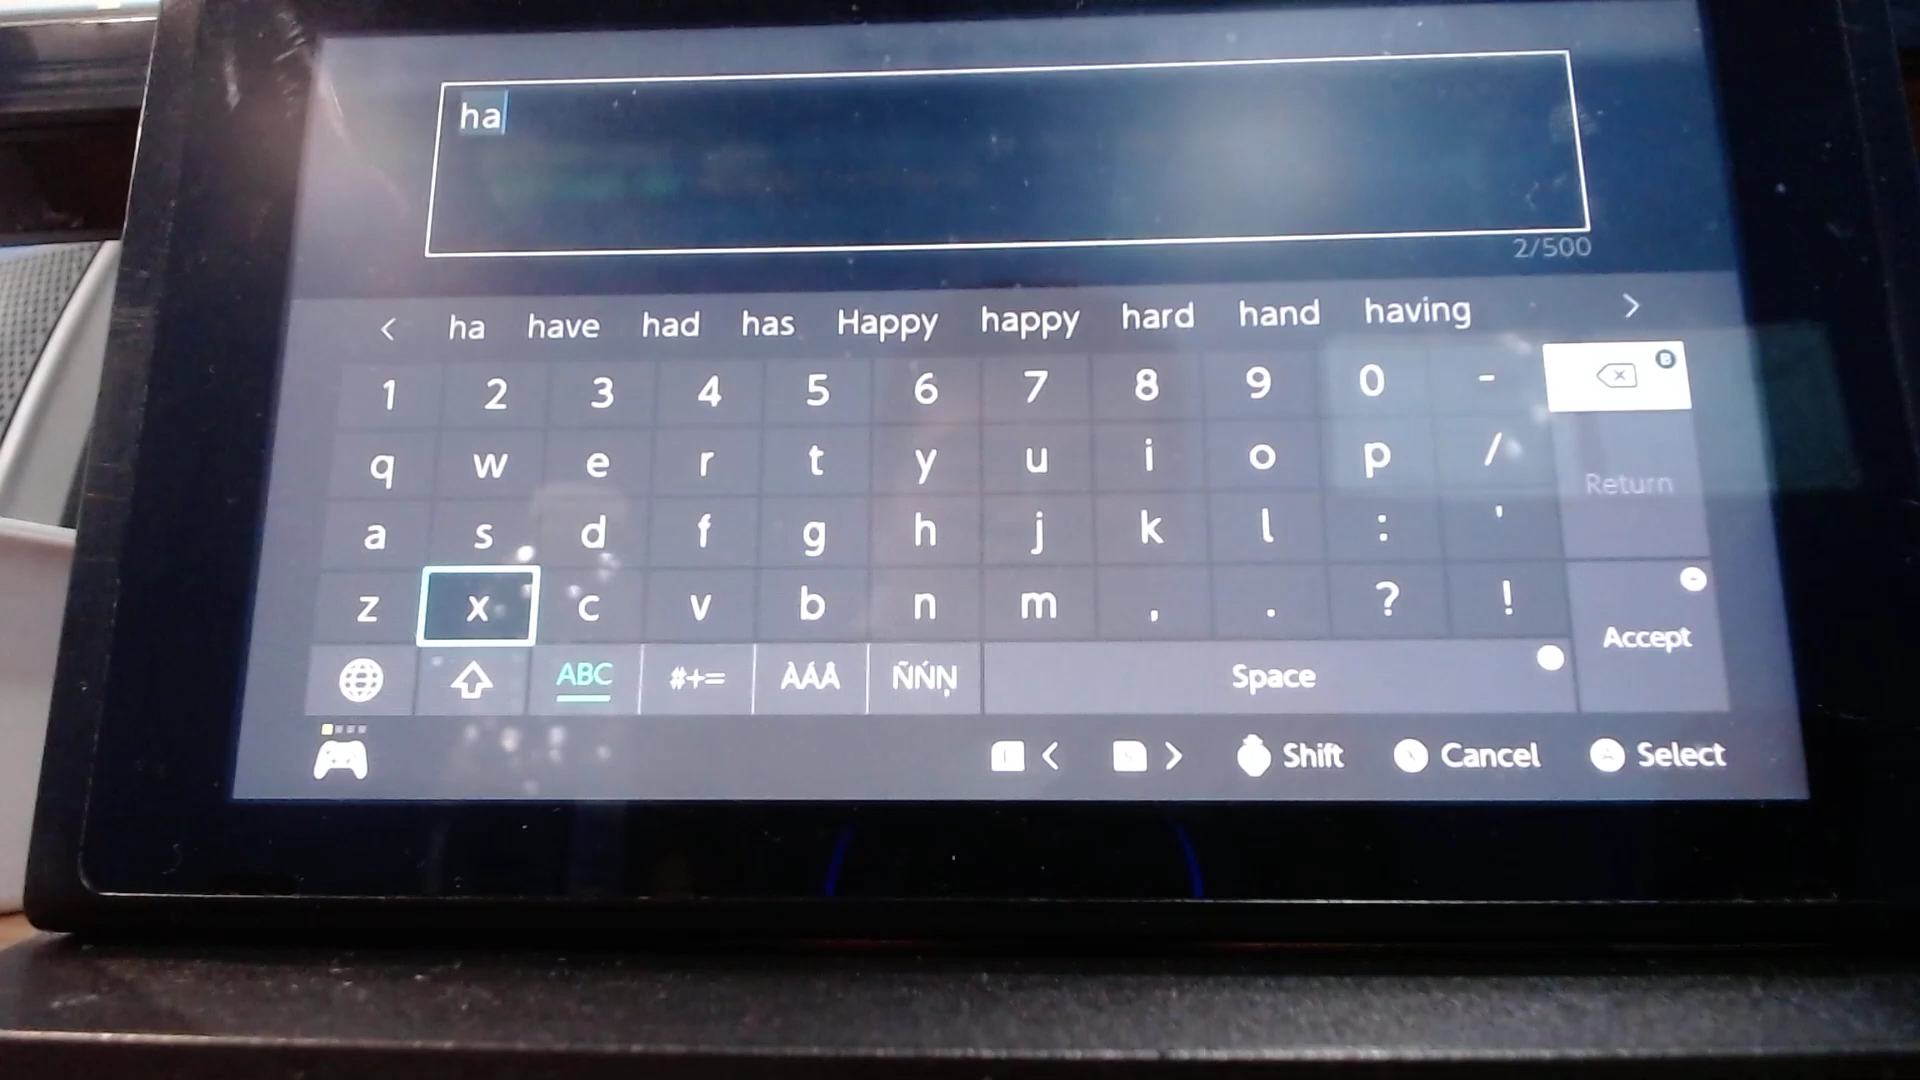 ha
2/500
< ha have had has Happy happy hard hand having >
1 2 3 4 5 6 7 8 9 0 - B
q w e r t y u i o p /
Return
a s d f g h j k l : '
z x c v b n m , . ? !
Accept
ABC #+= ÀÁÂ ÑŃŅ Space
< > Shift Cancel Select